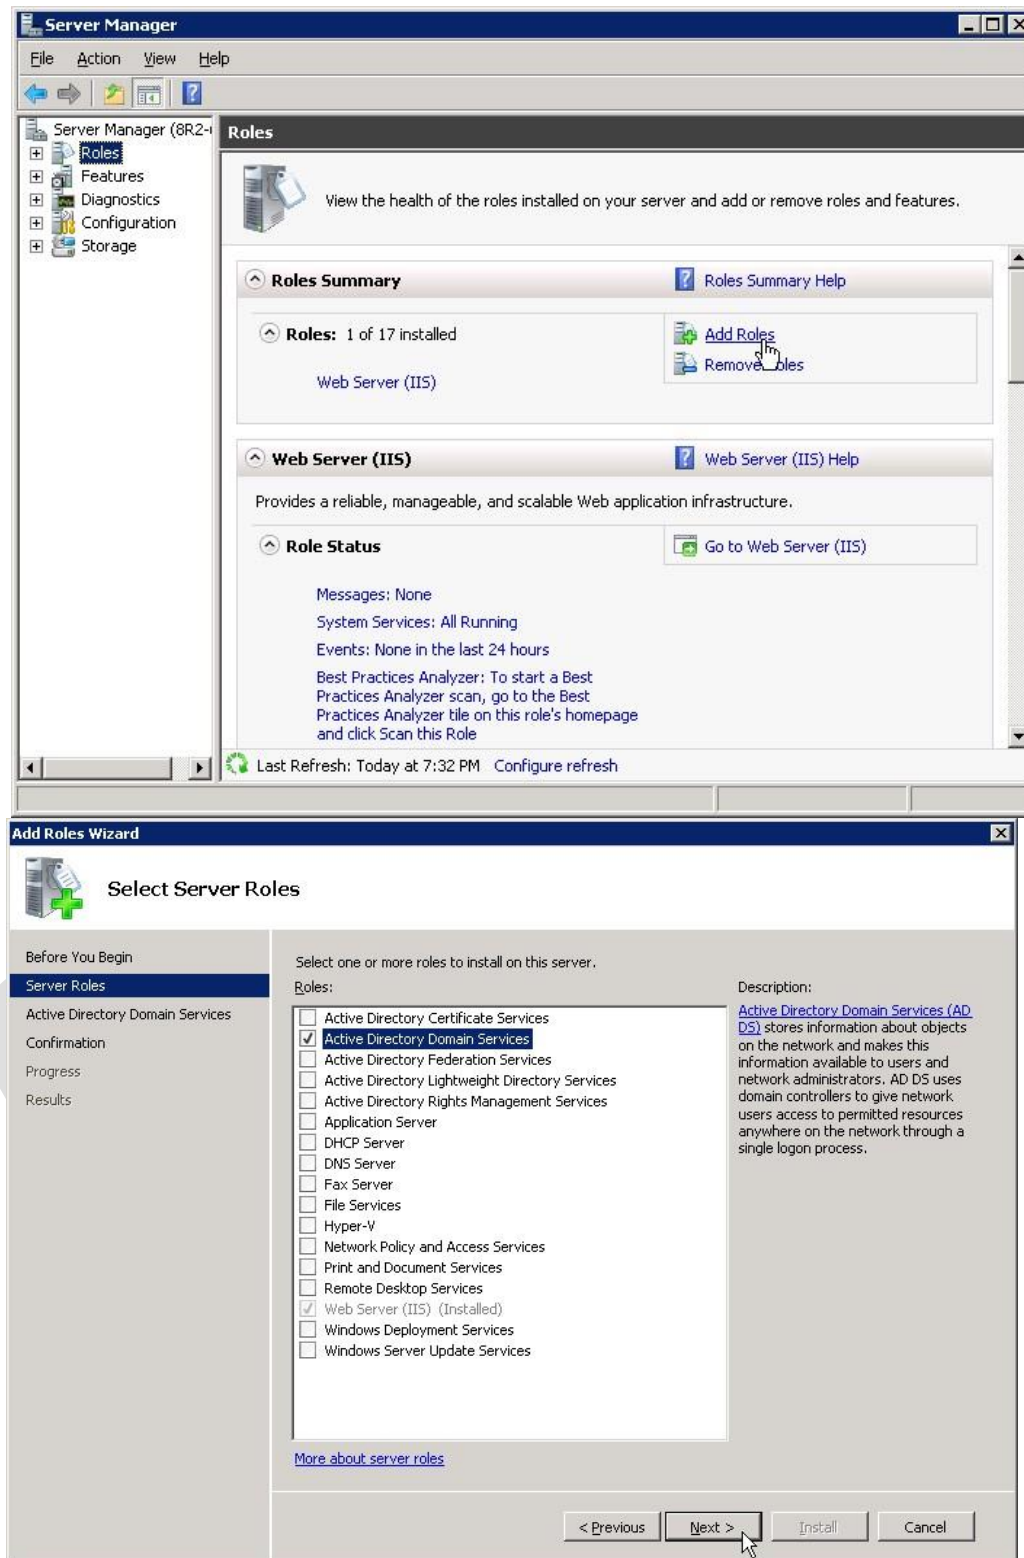 Server Manager
File Action View Help
Server Manager (8R2-
Roles
Features
Diagnostics
Configuration
Storage
Roles
View the health of the roles installed on your server and add or remove roles and features.
Roles Summary
Roles Summary Help
Roles: 1 of 17 installed
Add Roles
Remove Roles
Web Server (IIS)
Web Server (IIS)
Web Server (IIS) Help
Provides a reliable, manageable, and scalable Web application infrastructure.
Role Status
Go to Web Server (IIS)
Messages: None
System Services: All Running
Events: None in the last 24 hours
Best Practices Analyzer: To start a Best
Practices Analyzer scan, go to the Best
Practices Analyzer tile on this role's homepage
and click Scan this Role
Last Refresh: Today at 7:32 PM Configure refresh
Add Roles Wizard
Select Server Roles
Before You Begin
Server Roles
Active Directory Domain Services
Confirmation
Progress
Results
Select one or more roles to install on this server.
Roles:
Active Directory Certificate Services
Active Directory Domain Services
Active Directory Federation Services
Active Directory Lightweight Directory Services
Active Directory Rights Management Services
Application Server
DHCP Server
DNS Server
Fax Server
File Services
Hyper-V
Network Policy and Access Services
Print and Document Services
Remote Desktop Services
Web Server (IIS) (Installed)
Windows Deployment Services
Windows Server Update Services
More about server roles
Description:
Active Directory Domain Services (AD
DS) stores information about objects
on the network and makes this
information available to users and
network administrators. AD DS uses
domain controllers to give network
users access to permitted resources
anywhere on the network through a
single logon process.
< Previous
Next >
Install
Cancel